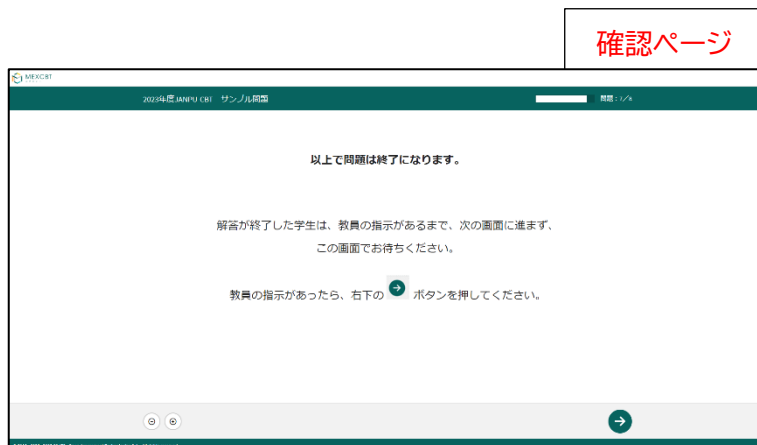 確認ページ
MEXCBT
2023年度JANPU CBT サンプル問題
問題：7／8
以上で問題は終了になります。
解答が終了した学生は、教員の指示があるまで、次の画面に進まず、
この画面でお待ちください。
教員の指示があったら、右下の ボタンを押してください。